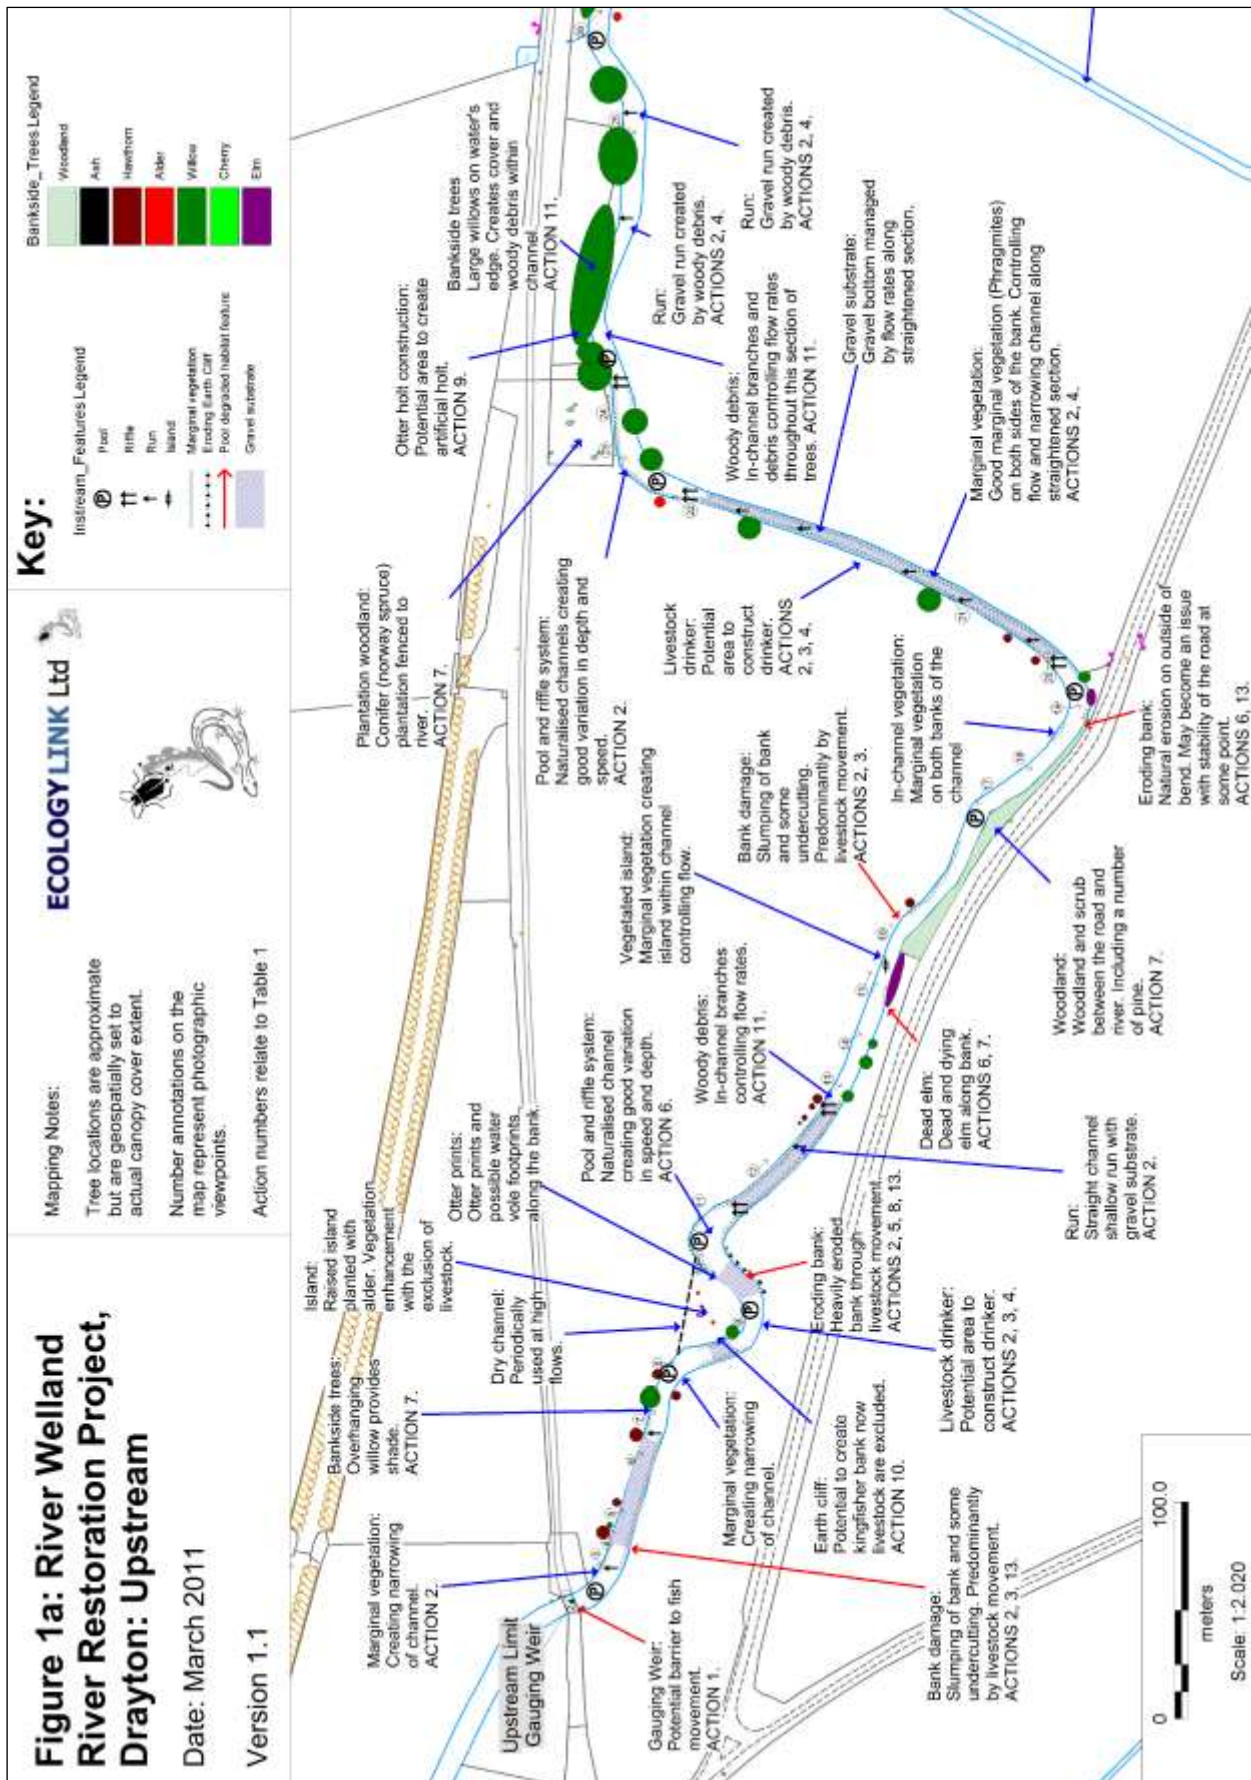 Figure 1a: River Welland
River Restoration Project,
Drayton: Upstream
Date: March 2011
Version 1.1
Mapping Notes:
Tree locations are approximate
but are geospatially set to
actual canopy cover extent.
Number annotations on the
map represent photographic
viewpoints.
Action numbers relate to Table 1
ECOLOGYLINK Ltd
Key:
Instream_Features Legend
Pool
Riffle
Run
Island
Marginal vegetation
Eroding Earth Cliff
Pool degraded habitat feature
Gravel substrate
Bankside_Trees Legend
Woodland
Ash
Hawthorn
Alder
Willow
Cherry
Elm
Marginal vegetation:
Creating narrowing
of channel.
ACTION 2.
Bankside trees:
Overhanging
willow provides
shade.
ACTION 7.
Island:
Raised island
planted with
alder. Vegetation
enhancement
with the
exclusion of
livestock.
Dry channel:
Periodically
used at high
flows.
Otter prints:
Otter prints and
possible water
vole footprints
along the bank.
Pool and riffle system:
Naturalised channel
creating good variation
in speed and depth.
ACTION 6.
Woody debris:
In-channel branches
controlling flow rates.
ACTION 11.
Vegetated island:
Marginal vegetation creating
island within channel
controlling flow.
Bank damage:
Slumping of bank
and some
undercutting.
Predominantly by
livestock movement.
ACTIONS 2, 3.
In-channel vegetation:
Marginal vegetation
on both banks of the
channel
Plantation woodland:
Conifer (norway spruce)
plantation fenced to
river.
ACTION 7.
Pool and riffle system:
Naturalised channels creating
good variation in depth and
speed.
ACTION 2.
Livestock
drinker:
Potential
area to
construct
drinker.
ACTIONS
2, 3, 4.
Otter holt construction:
Potential area to create
artificial holt.
ACTION 9.
Bankside trees
Large willows on water's
edge. Creates cover and
woody debris within
channel.
ACTION 11.
Run:
Gravel run created
by woody debris.
ACTIONS 2, 4.
Run:
Gravel run created
by woody debris.
ACTIONS 2, 4.
Woody debris:
In-channel branches and
debris controlling flow rates
throughout this section of
trees. ACTION 11.
Gravel substrate:
Gravel bottom managed
by flow rates along
straightened section.
Marginal vegetation:
Good marginal vegetation (Phragmites)
on both sides of the bank. Controlling
flow and narrowing channel along
straightened section.
ACTIONS 2, 4.
Upstream Limit
Gauging Weir
Gauging Weir:
Potential barrier to fish
movement.
ACTION 1.
Bank damage:
Slumping of bank and some
undercutting. Predominantly
by livestock movement.
ACTIONS 2, 3, 13.
Marginal vegetation:
Creating narrowing
of channel.
Earth cliff:
Potential to create
kingfisher bank now
livestock are excluded.
ACTION 10.
Livestock drinker:
Potential area to
construct drinker.
ACTIONS 2, 3, 4.
Eroding bank:
Heavily eroded
bank through
livestock movement.
ACTIONS 2, 5, 8, 13.
Run:
Straight channel
shallow run with
gravel substrate.
ACTION 2.
Dead elm:
Dead and dying
elm along bank.
ACTIONS 6, 7.
Woodland:
Woodland and scrub
between the road and
river. Including a number
of pine.
ACTION 7.
Eroding bank:
Natural erosion on outside of
bend. May become an issue
with stability of the road at
some point.
ACTIONS 6, 13.
0
100.0
meters
Scale: 1:2.020